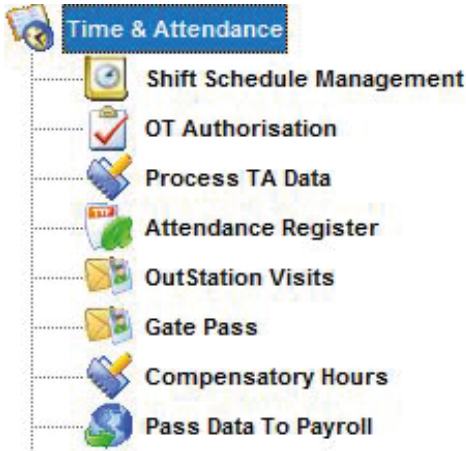 Time & Attendance
Shift Schedule Management
OT Authorisation
Process TA Data
Attendance Register
OutStation Visits
Gate Pass
Compensatory Hours
Pass Data To Payroll